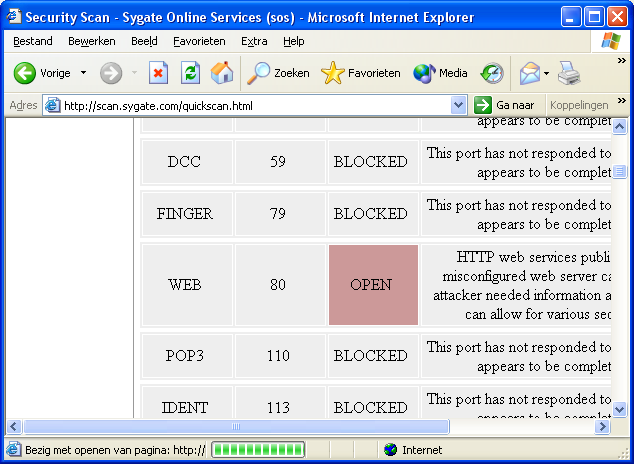 Security Scan - Sygate Online Services (sos) - Microsoft Internet Explorer
Bestand Bewerken Beeld Favorieten Extra Help
Vorige Zoeken Favorieten Media
Adres http://scan.sygate.com/quickscan.html Ga naar Koppelingen
appears to be complet
DCC 59 BLOCKED This port has not responded to
appears to be complet
FINGER 79 BLOCKED This port has not responded to
appears to be complet
HTTP web services publi
misconfigured web server ca
WEB 80 OPEN
attacker needed information a
can allow for various sec
POP3 110 BLOCKED This port has not responded to
appears to be complet
IDENT 113 BLOCKED This port has not responded to
appears to be complet
Bezig met openen van pagina: http:// Internet